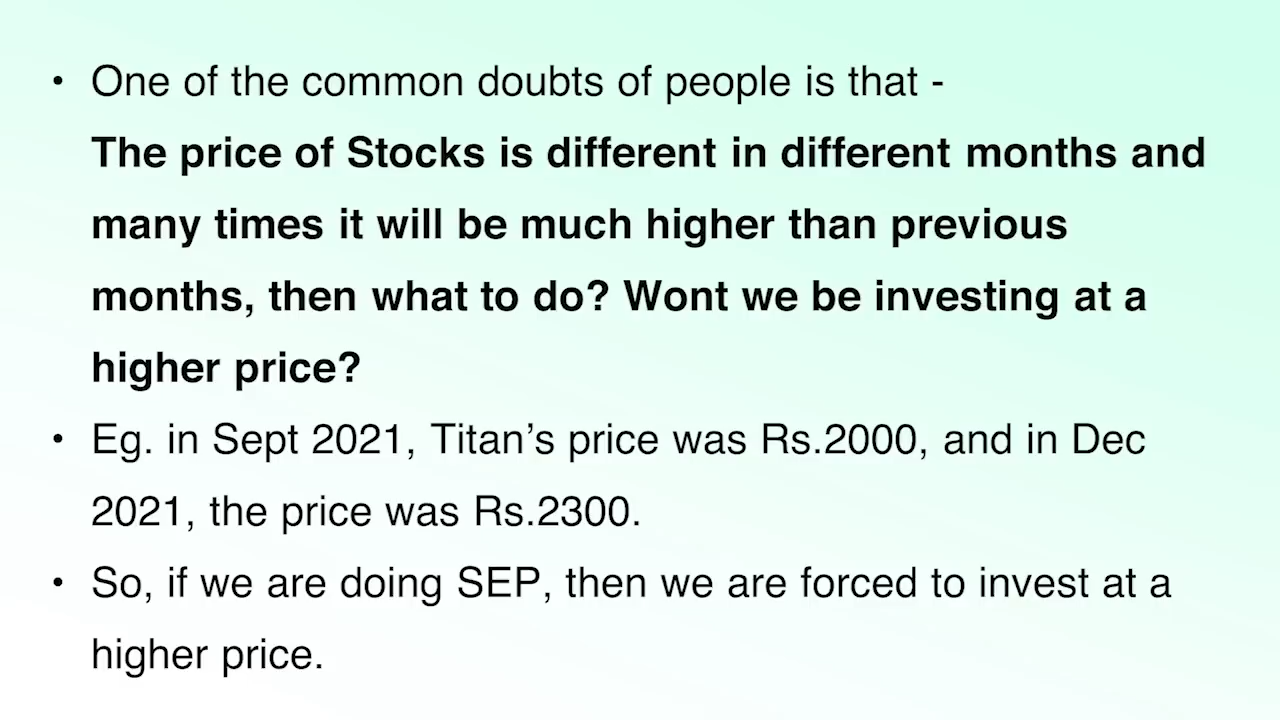 • One of the common doubts of people is that -
The price of Stocks is different in different months and
many times it will be much higher than previous
months, then what to do? Wont we be investing at a
higher price?
• Eg. in Sept 2021, Titan’s price was Rs.2000, and in Dec
2021, the price was Rs.2300.
• So, if we are doing SEP, then we are forced to invest at a
higher price.